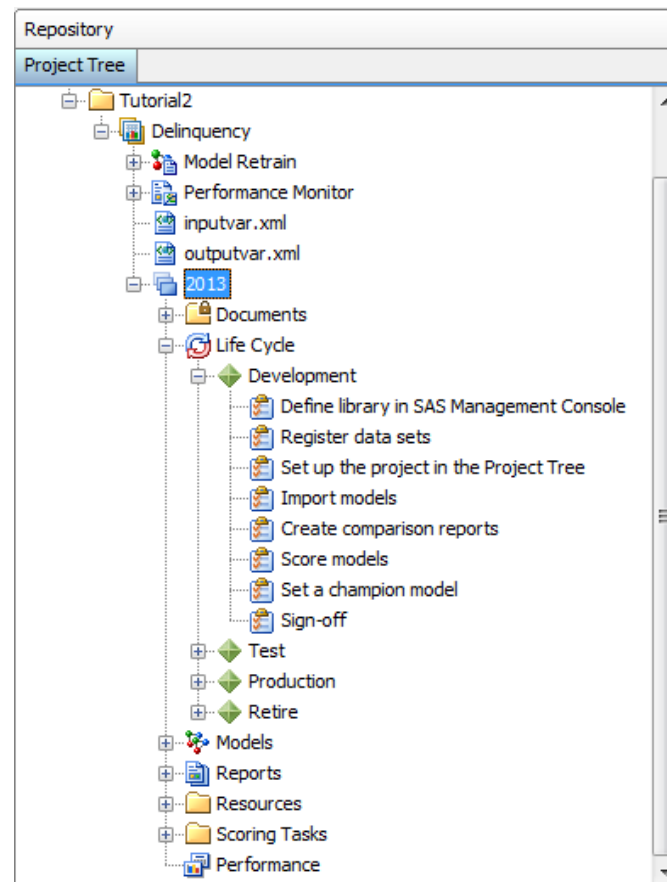 Repository
Project Tree
Tutorial2
Delinquency
Model Retrain
Performance Monitor
inputvar.xml
outputvar.xml
2013
Documents
Life Cycle
Development
Define library in SAS Management Console
Register data sets
Set up the project in the Project Tree
Import models
Create comparison reports
Score models
Set a champion model
Sign-off
Test
Production
Retire
Models
Reports
Resources
Scoring Tasks
Performance